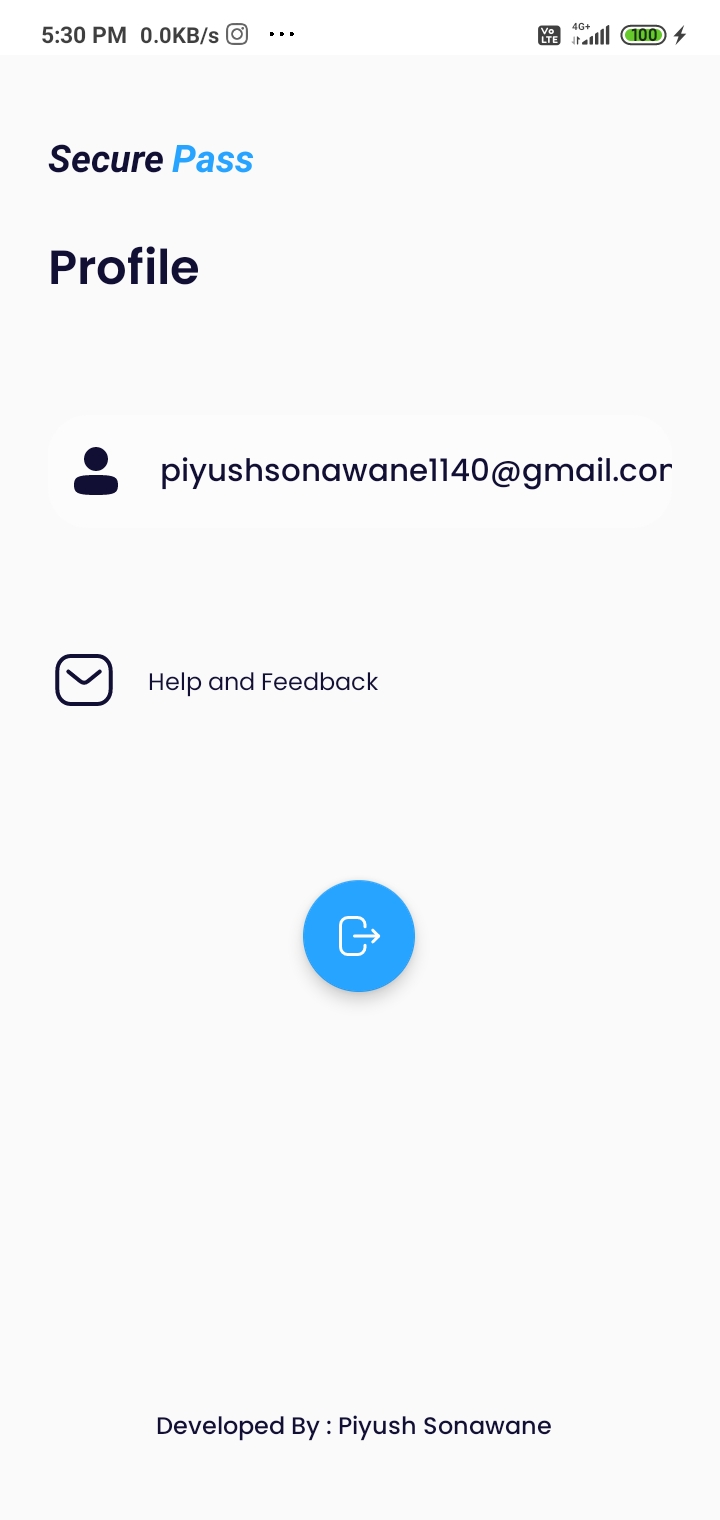 5:30 PM 0.0KB/s ...
Vo LTE 4G+ 100
Secure Pass
Profile
piyushsonawane1140@gmail.con
Help and Feedback
Developed By : Piyush Sonawane